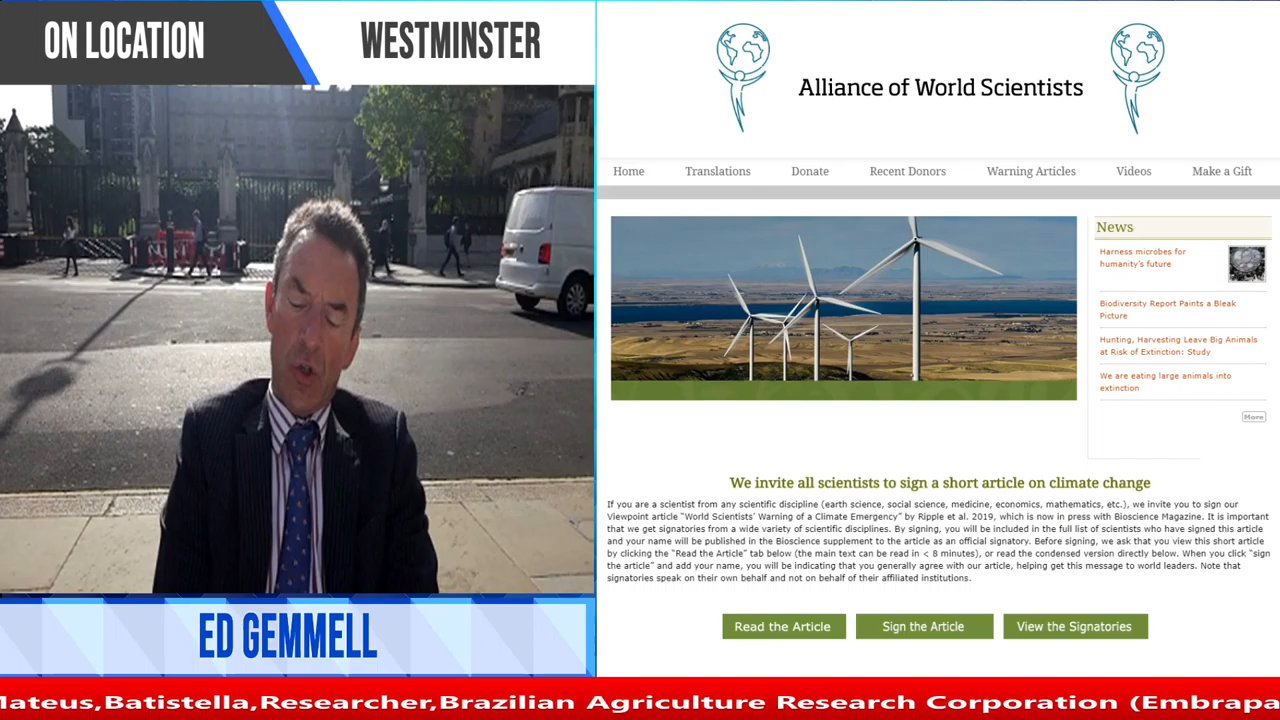 ON LOCATION
WESTMINSTER
ED GEMMELL
Alliance of World Scientists
Home Translations Donate Recent Donors Warning Articles Videos Make a Gift
News
Harness microbes for
humanity's future
Biodiversity Report Paints a Bleak
Picture
Hunting, Harvesting Leave Big Animals
at Risk of Extinction: Study
We are eating large animals into
extinction
More
We invite all scientists to sign a short article on climate change
If you are a scientist from any scientific discipline (earth science, social science, medicine, economics, mathematics, etc.), we invite you to sign our
Viewpoint article "World Scientists' Warning of a Climate Emergency" by Ripple et al. 2019, which is now in press with Bioscience Magazine. It is important
that we get signatories from a wide variety of scientific disciplines. By signing, you will be included in the full list of scientists who have signed this article
and your name will be published in the Bioscience supplement to the article as an official signatory. Before signing, we ask that you view this short article
by clicking the "Read the Article" tab below (the main text can be read in < 8 minutes), or read the condensed version directly below. When you click "sign
the article" and add your name, you will be indicating that you generally agree with our article, helping get this message to world leaders. Note that
signatories speak on their own behalf and not on behalf of their affiliated institutions.
Read the Article Sign the Article View the Signatories
Mateus,Batistella,Researcher,Brazilian Agriculture Research Corporation (Embrapa